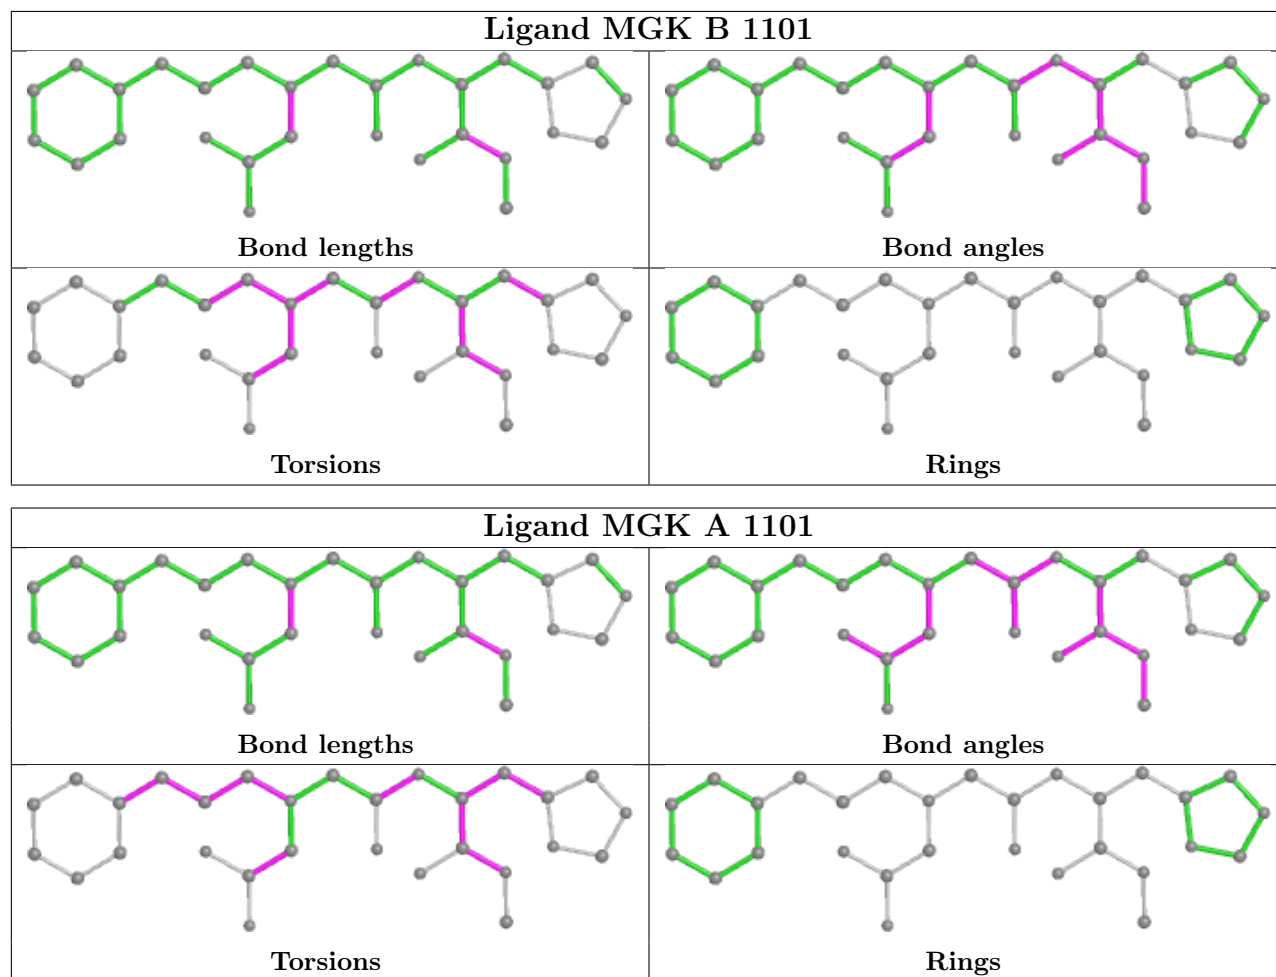 Ligand MGK B 1101
Bond lengths
Bond angles
Torsions
Rings
Ligand MGK A 1101
Bond lengths
Bond angles
Torsions
Rings